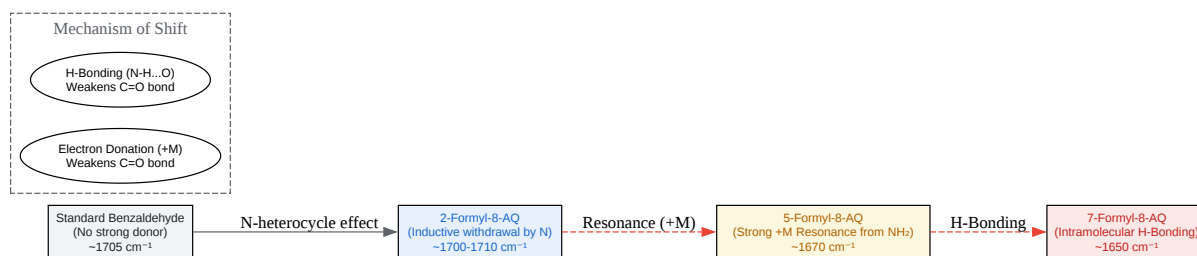 Mechanism of Shift
H-Bonding (N-H...O)
Weakens C=O bond
Electron Donation (+M)
Weakens C=O bond
Standard Benzaldehyde
(No strong donor)
~1705 cm⁻¹
N-heterocycle effect
2-Formyl-8-AQ
(Inductive withdrawal by N)
~1700-1710 cm⁻¹
Resonance (+M)
5-Formyl-8-AQ
(Strong +M Resonance from NH₂)
~1670 cm⁻¹
H-Bonding
7-Formyl-8-AQ
(Intramolecular H-Bonding)
~1650 cm⁻¹